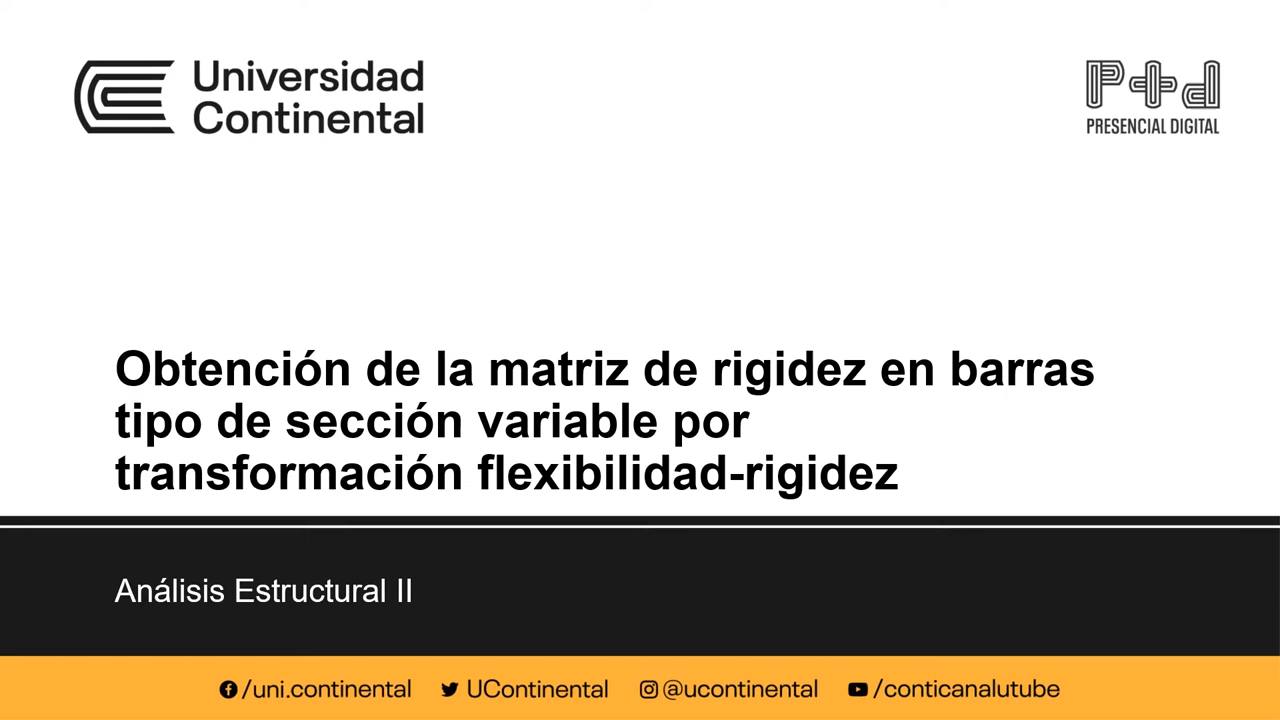 Universidad
Continental
P+d
PRESENCIAL DIGITAL
Obtención de la matriz de rigidez en barras
tipo de sección variable por
transformación flexibilidad-rigidez
Análisis Estructural II
/uni.continental UContinental @ucontinental /conticanalutube